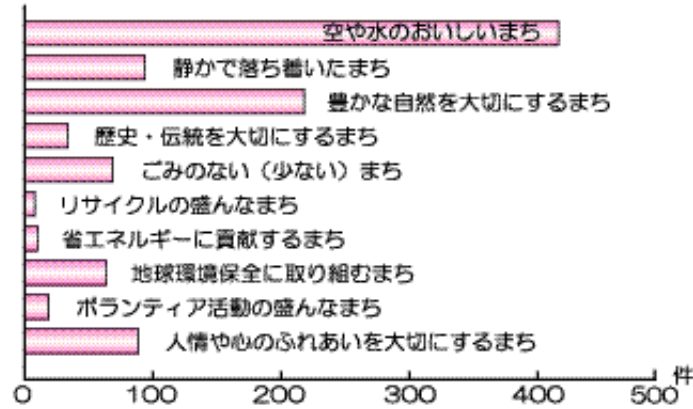 空や水のおいしいまち
静かで落ち着いたまち
豊かな自然を大切にするまち
歴史・伝統を大切にするまち
ごみのない（少ない）まち
リサイクルの盛んなまち
省エネルギーに貢献するまち
地球環境保全に取り組むまち
ボランティア活動の盛んなまち
人情や心のふれあいを大切にするまち
0 100 200 300 400 500 件